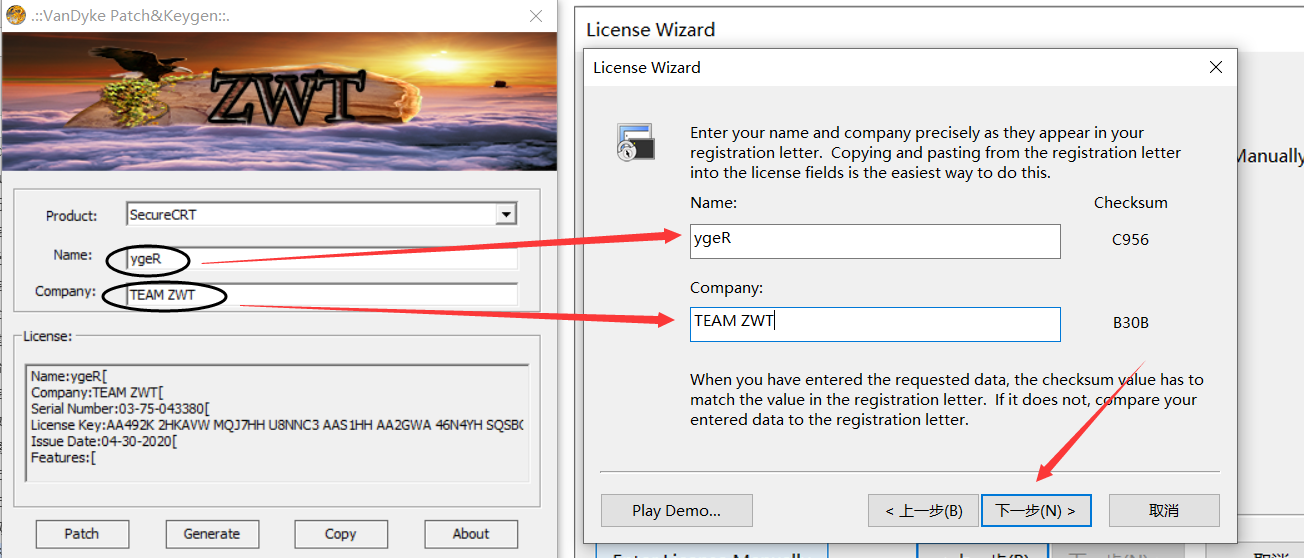 .::VanDyke Patch&Keygen::.
ZWT
Product:
SecureCRT
Name:
ygeR
Company:
TEAM ZWT
License:
Name:ygeR[
Company:TEAM ZWT[
Serial Number:03-75-043380[
License Key:AA492K 2HKAVW MQJ7HH U8NNC3 AAS1HH AA2GWA 46N4YH
Issue Date:04-30-2020[
Features:[
Patch
Generate
Copy
About
License Wizard
License Wizard
Enter your name and company precisely as they appear in your
registration letter. Copying and pasting from the registration letter
into the license fields is the easiest way to do this.
Name:
Checksum
ygeR
C956
Company:
TEAM ZWT
B30B
When you have entered the requested data, the checksum value has to
match the value in the registration letter. If it does not, compare your
entered data to the registration letter.
Play Demo...
< 上一步(B)
下一步(N) >
取消
Manually